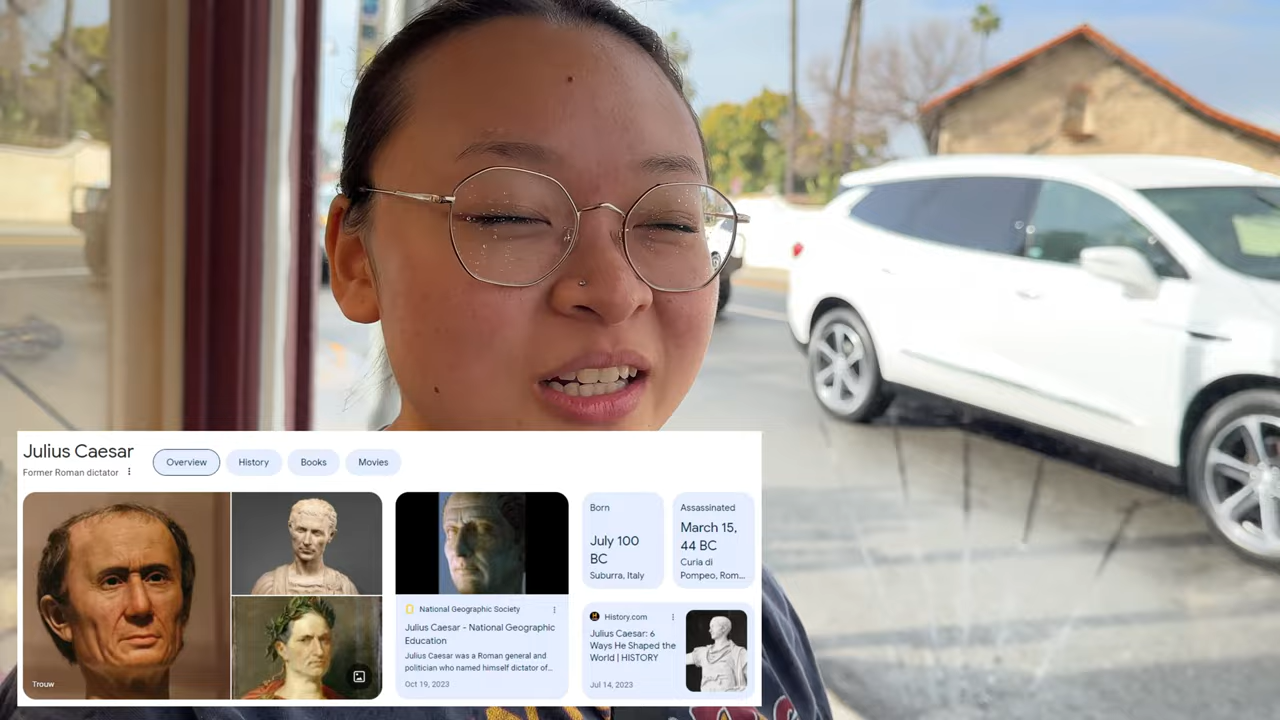 Julius Caesar
Former Roman dictator
Overview
History
Books
Movies
Trouw
National Geographic Society
Julius Caesar - National Geographic
Education
Julius Caesar was a Roman general and
politician who named himself dictator of...
Oct 19, 2023
Born
July 100
BC
Suburra, Italy
Assassinated
March 15,
44 BC
Curia di
Pompeo, Rom...
History.com
Julius Caesar: 6
Ways He Shaped the
World | HISTORY
Jul 14, 2023